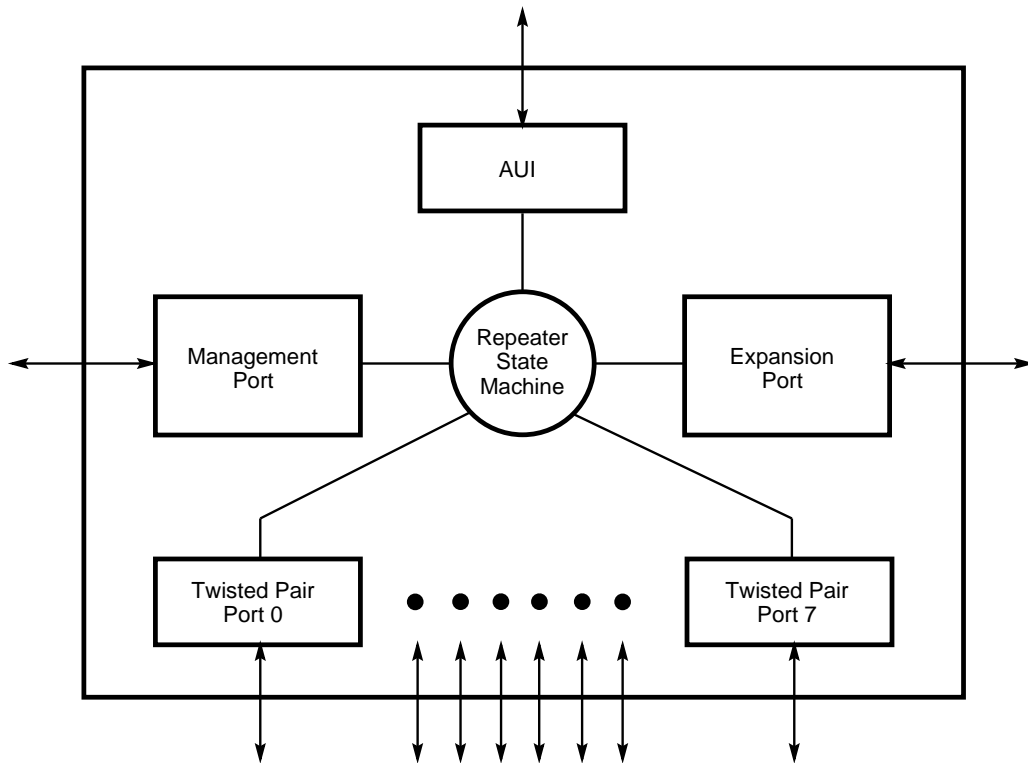 AUI
Management
Port
Repeater
State
Machine
Expansion
Port
Twisted Pair
Port 0
Twisted Pair
Port 7